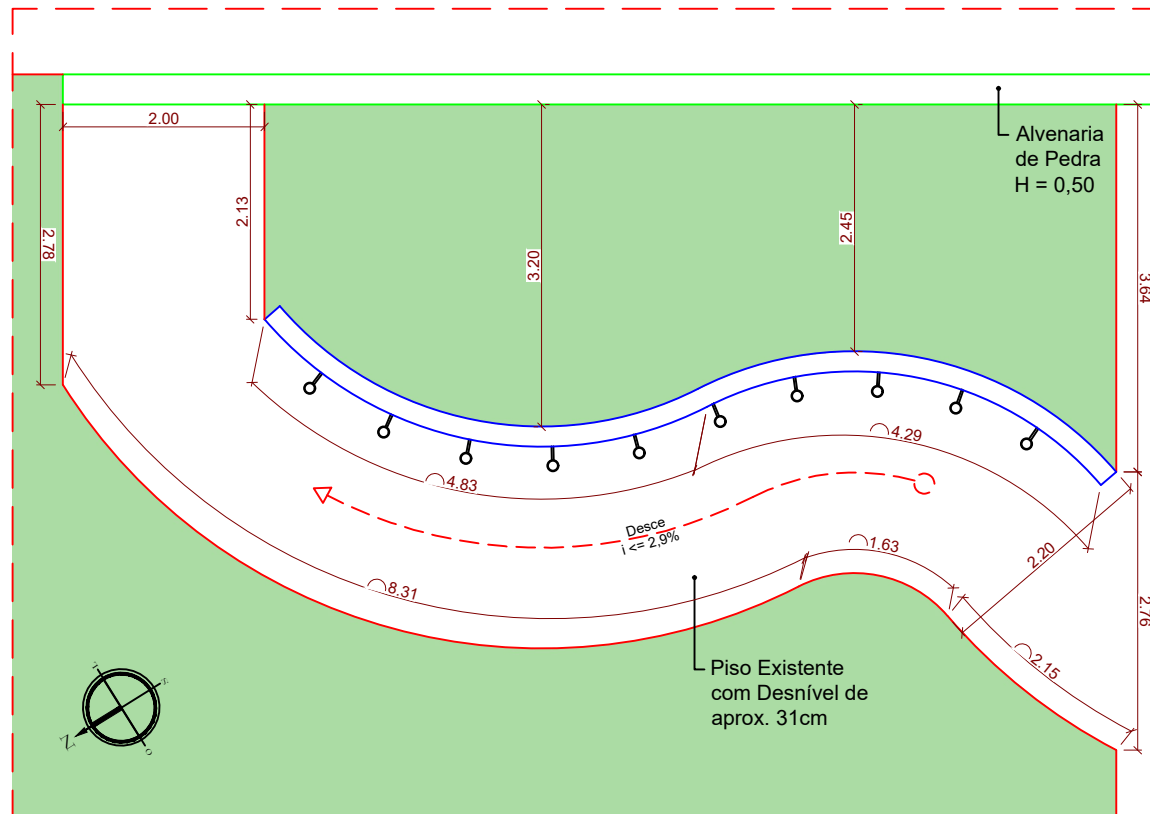 2.00
Alvenaria
de Pedra
H = 0,50
2.13
2.45
2.78
3.20
3.64
4.29
4.83
Desce
i <= 2,9%
1.63
2.20
8.31
2.76
2.15
Piso Existente
com Desnível de
aprox. 31cm
N
O